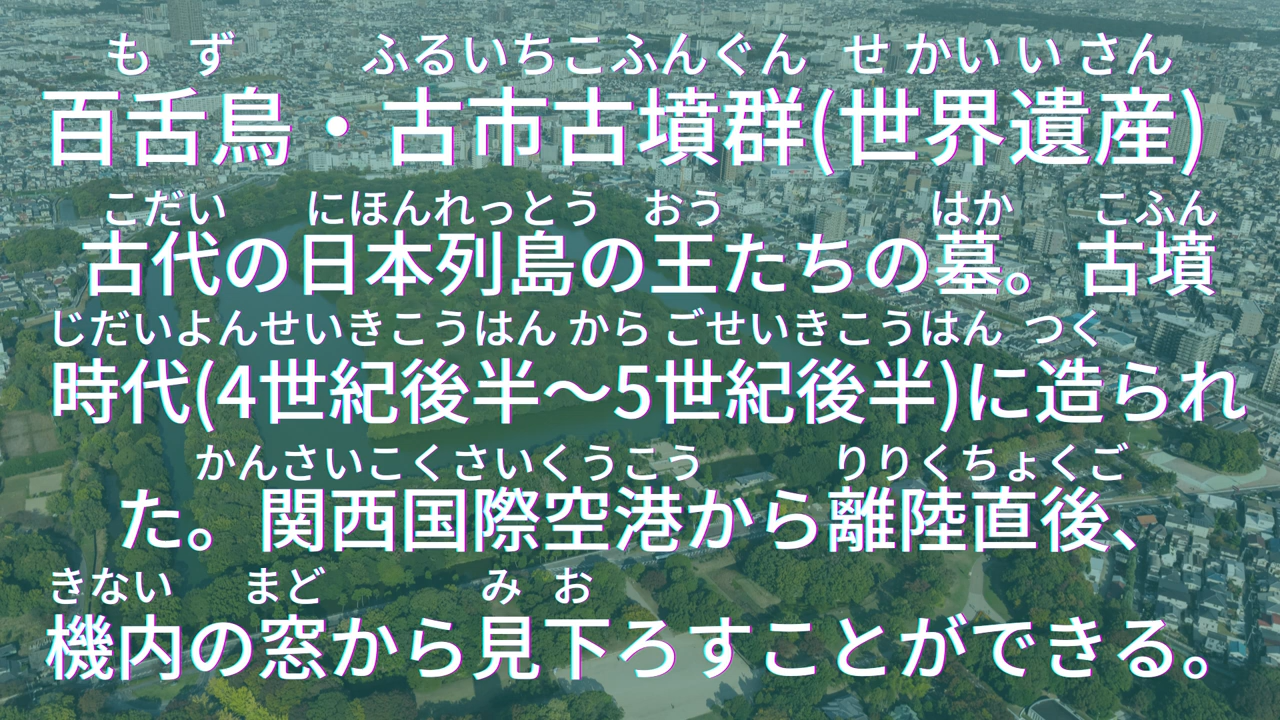 も ず ふるいちこふんぐん せ かい い さん
百舌鳥・古市古墳群(世界遺産)
こだい にほんれっとう おう はか こふん
古代の日本列島の王たちの墓。古墳
じだいよんせいきこうはん から ごせいきこうはん つく
時代(4世紀後半〜5世紀後半)に造られ
かんさいこくさいくうこう りりくちょくご
た。関西国際空港から離陸直後、
きない まど み お
機内の窓から見下ろすことができる。